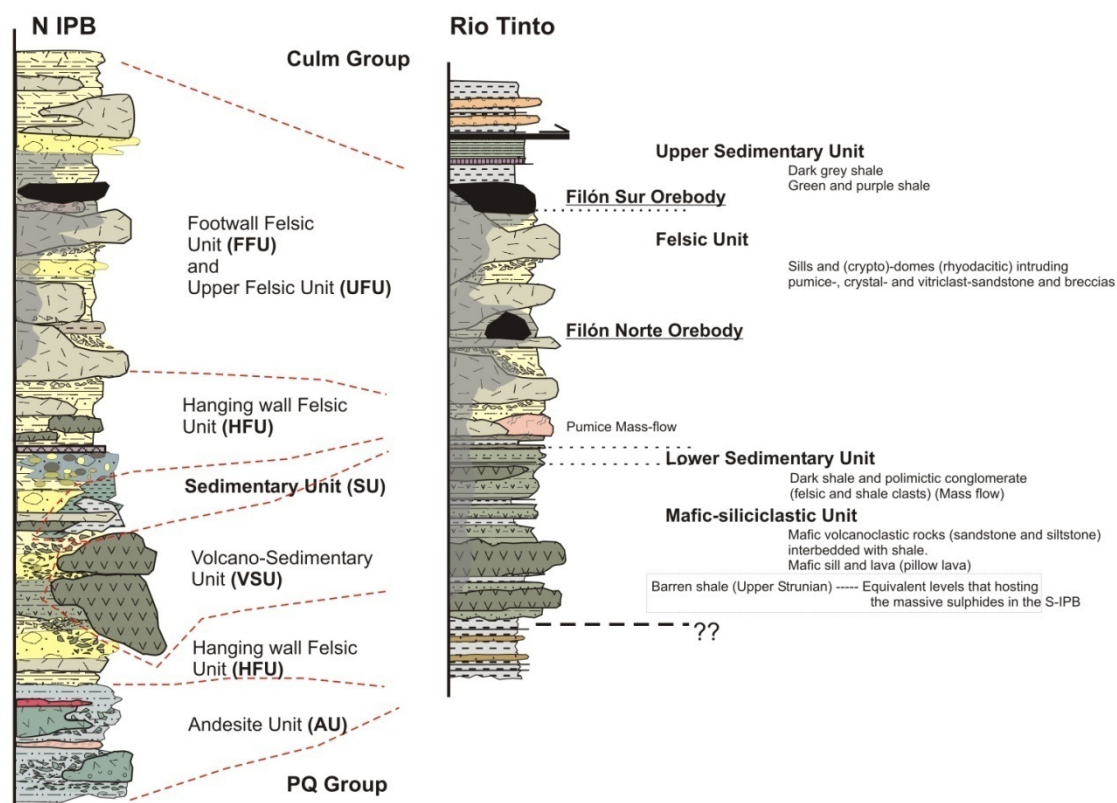 N IPB
Culm Group
Footwall Felsic
Unit (FFU)
and
Upper Felsic Unit (UFU)
Hanging wall Felsic
Unit (HFU)
Sedimentary Unit (SU)
Volcano-Sedimentary
Unit (VSU)
Hanging wall Felsic
Unit (HFU)
Andesite Unit (AU)
PQ Group
Rio Tinto
Upper Sedimentary Unit
Dark grey shale
Green and purple shale
Filón Sur Orebody
Felsic Unit
Sills and (crypto)-domes (rhyodacitic) intruding
pumice-, crystal- and vitriclast-sandstone and breccias
Filón Norte Orebody
Pumice Mass-flow
Lower Sedimentary Unit
Dark shale and polimictic conglomerate
(felsic and shale clasts) (Mass flow)
Mafic-siliciclastic Unit
Mafic volcanoclastic rocks (sandstone and siltstone)
interbedded with shale.
Mafic sill and lava (pillow lava)
Barren shale (Upper Strunian) ----- Equivalent levels that hosting
the massive sulphides in the S-IPB
??